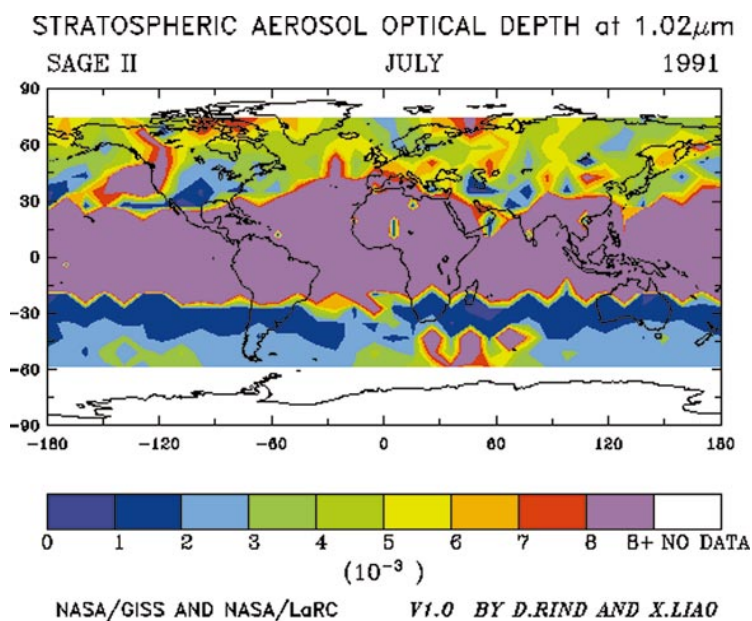 STRATOSPHERIC AEROSOL OPTICAL DEPTH at 1.02μm
SAGE II JULY 1991
90
60
30
0
-30
-60
-90
-180 -120 -60 0 60 120 180
0 1 2 3 4 5 6 7 8 8+ NO DATA
(10⁻³)
NASA/GISS AND NASA/LaRC V1.0 BY D.RIND AND X.LIAO